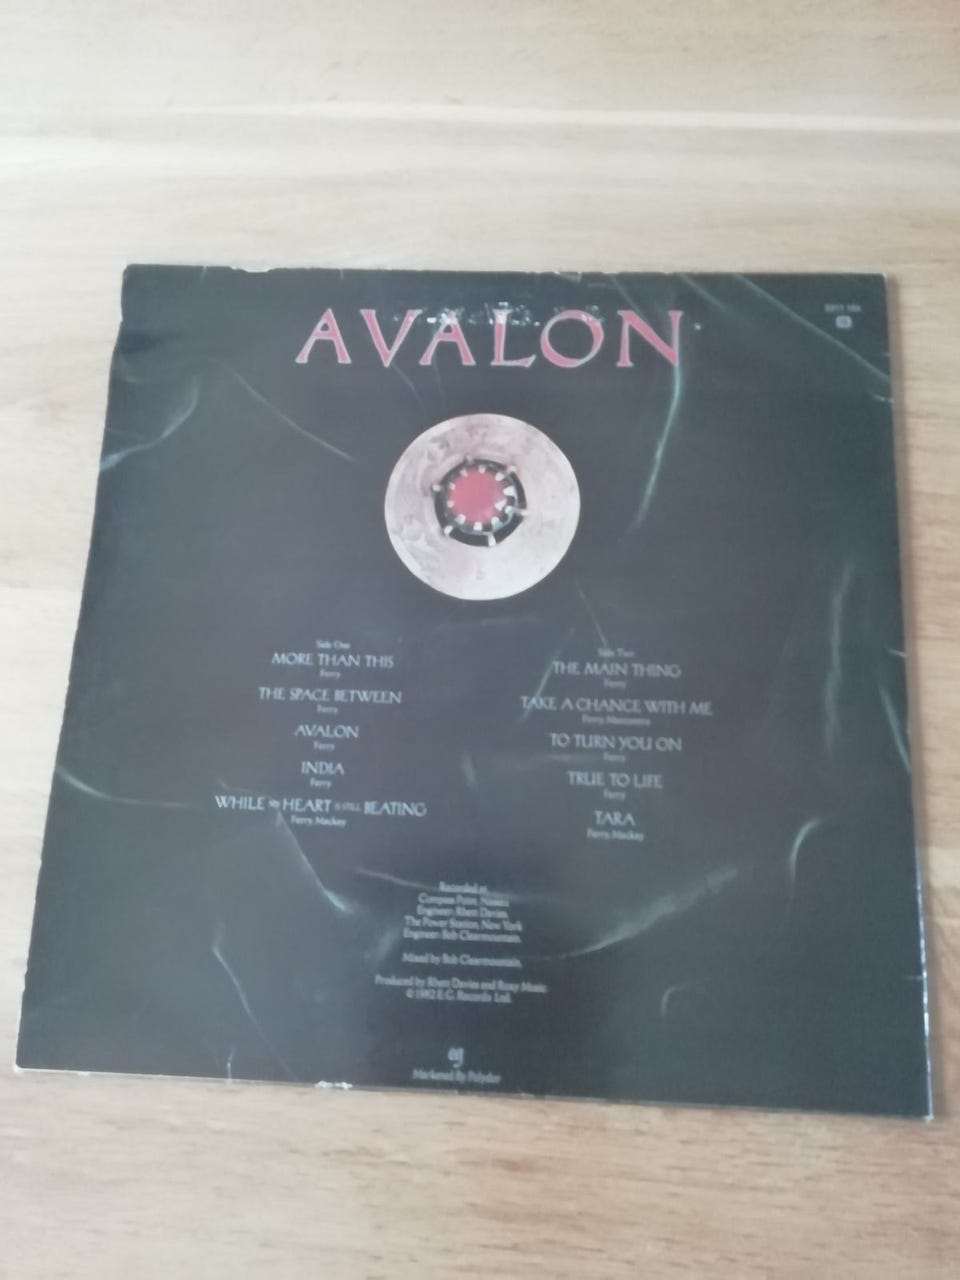 AVALON
Side One
MORE THAN THIS
Ferry
THE SPACE BETWEEN
Ferry
AVALON
Ferry
INDIA
Ferry
WHILE MY HEART IS STILL BEATING
Ferry, Mackay
Side Two
THE MAIN THING
Ferry
TAKE A CHANCE WITH ME
Ferry, Manzanera
TO TURN YOU ON
Ferry
TRUE TO LIFE
Ferry
TARA
Ferry, Mackay
Recorded at
Compass Point, Nassau
Engineer: Rhett Davies.
The Power Station, New York
Engineer: Bob Clearmountain.
Mixed by Bob Clearmountain.
Produced by Rhett Davies and Roxy Music.
© 1982 E.G. Records Ltd.
eg
Marketed By Polydor